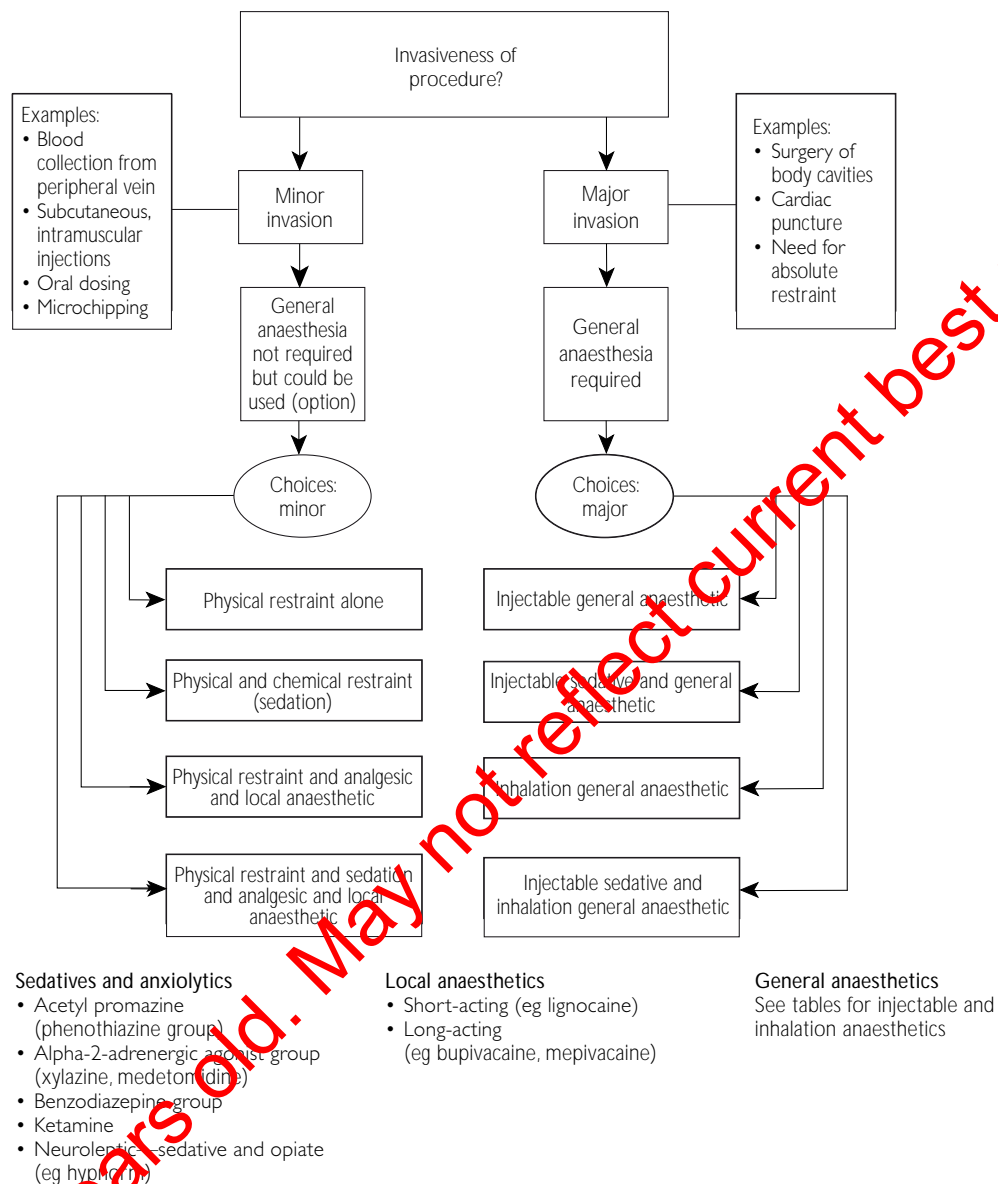 Invasiveness of
procedure?
Examples:
• Blood
collection from
peripheral vein
• Subcutaneous,
intramuscular
injections
• Oral dosing
• Microchipping
Minor
invasion
Major
invasion
Examples:
• Surgery of
body cavities
• Cardiac
puncture
• Need for
absolute
restraint
General
anaesthesia
not required
but could be
used (option)
General
anaesthesia
required
Choices:
minor
Choices:
major
Physical restraint alone
Physical and chemical restraint
(sedation)
Physical restraint and analgesic
and local anaesthetic
Physical restraint and sedation
and analgesic and local
anaesthetic
Injectable general anaesthetic
Injectable sedative and general
anaesthetic
Inhalation general anaesthetic
Injectable sedative and
inhalation general anaesthetic
Sedatives and anxiolytics
• Acetyl promazine
(phenothiazine group)
• Alpha-2-adrenergic agonist group
(xylazine, medetomidine)
• Benzodiazepine group
• Ketamine
• Neuroleptic—sedative and opiate
(eg hypnorm)
Local anaesthetics
• Short-acting (eg lignocaine)
• Long-acting
(eg bupivacaine, mepivacaine)
General anaesthetics
See tables for injectable and
inhalation anaesthetics
old. May not reflect current best